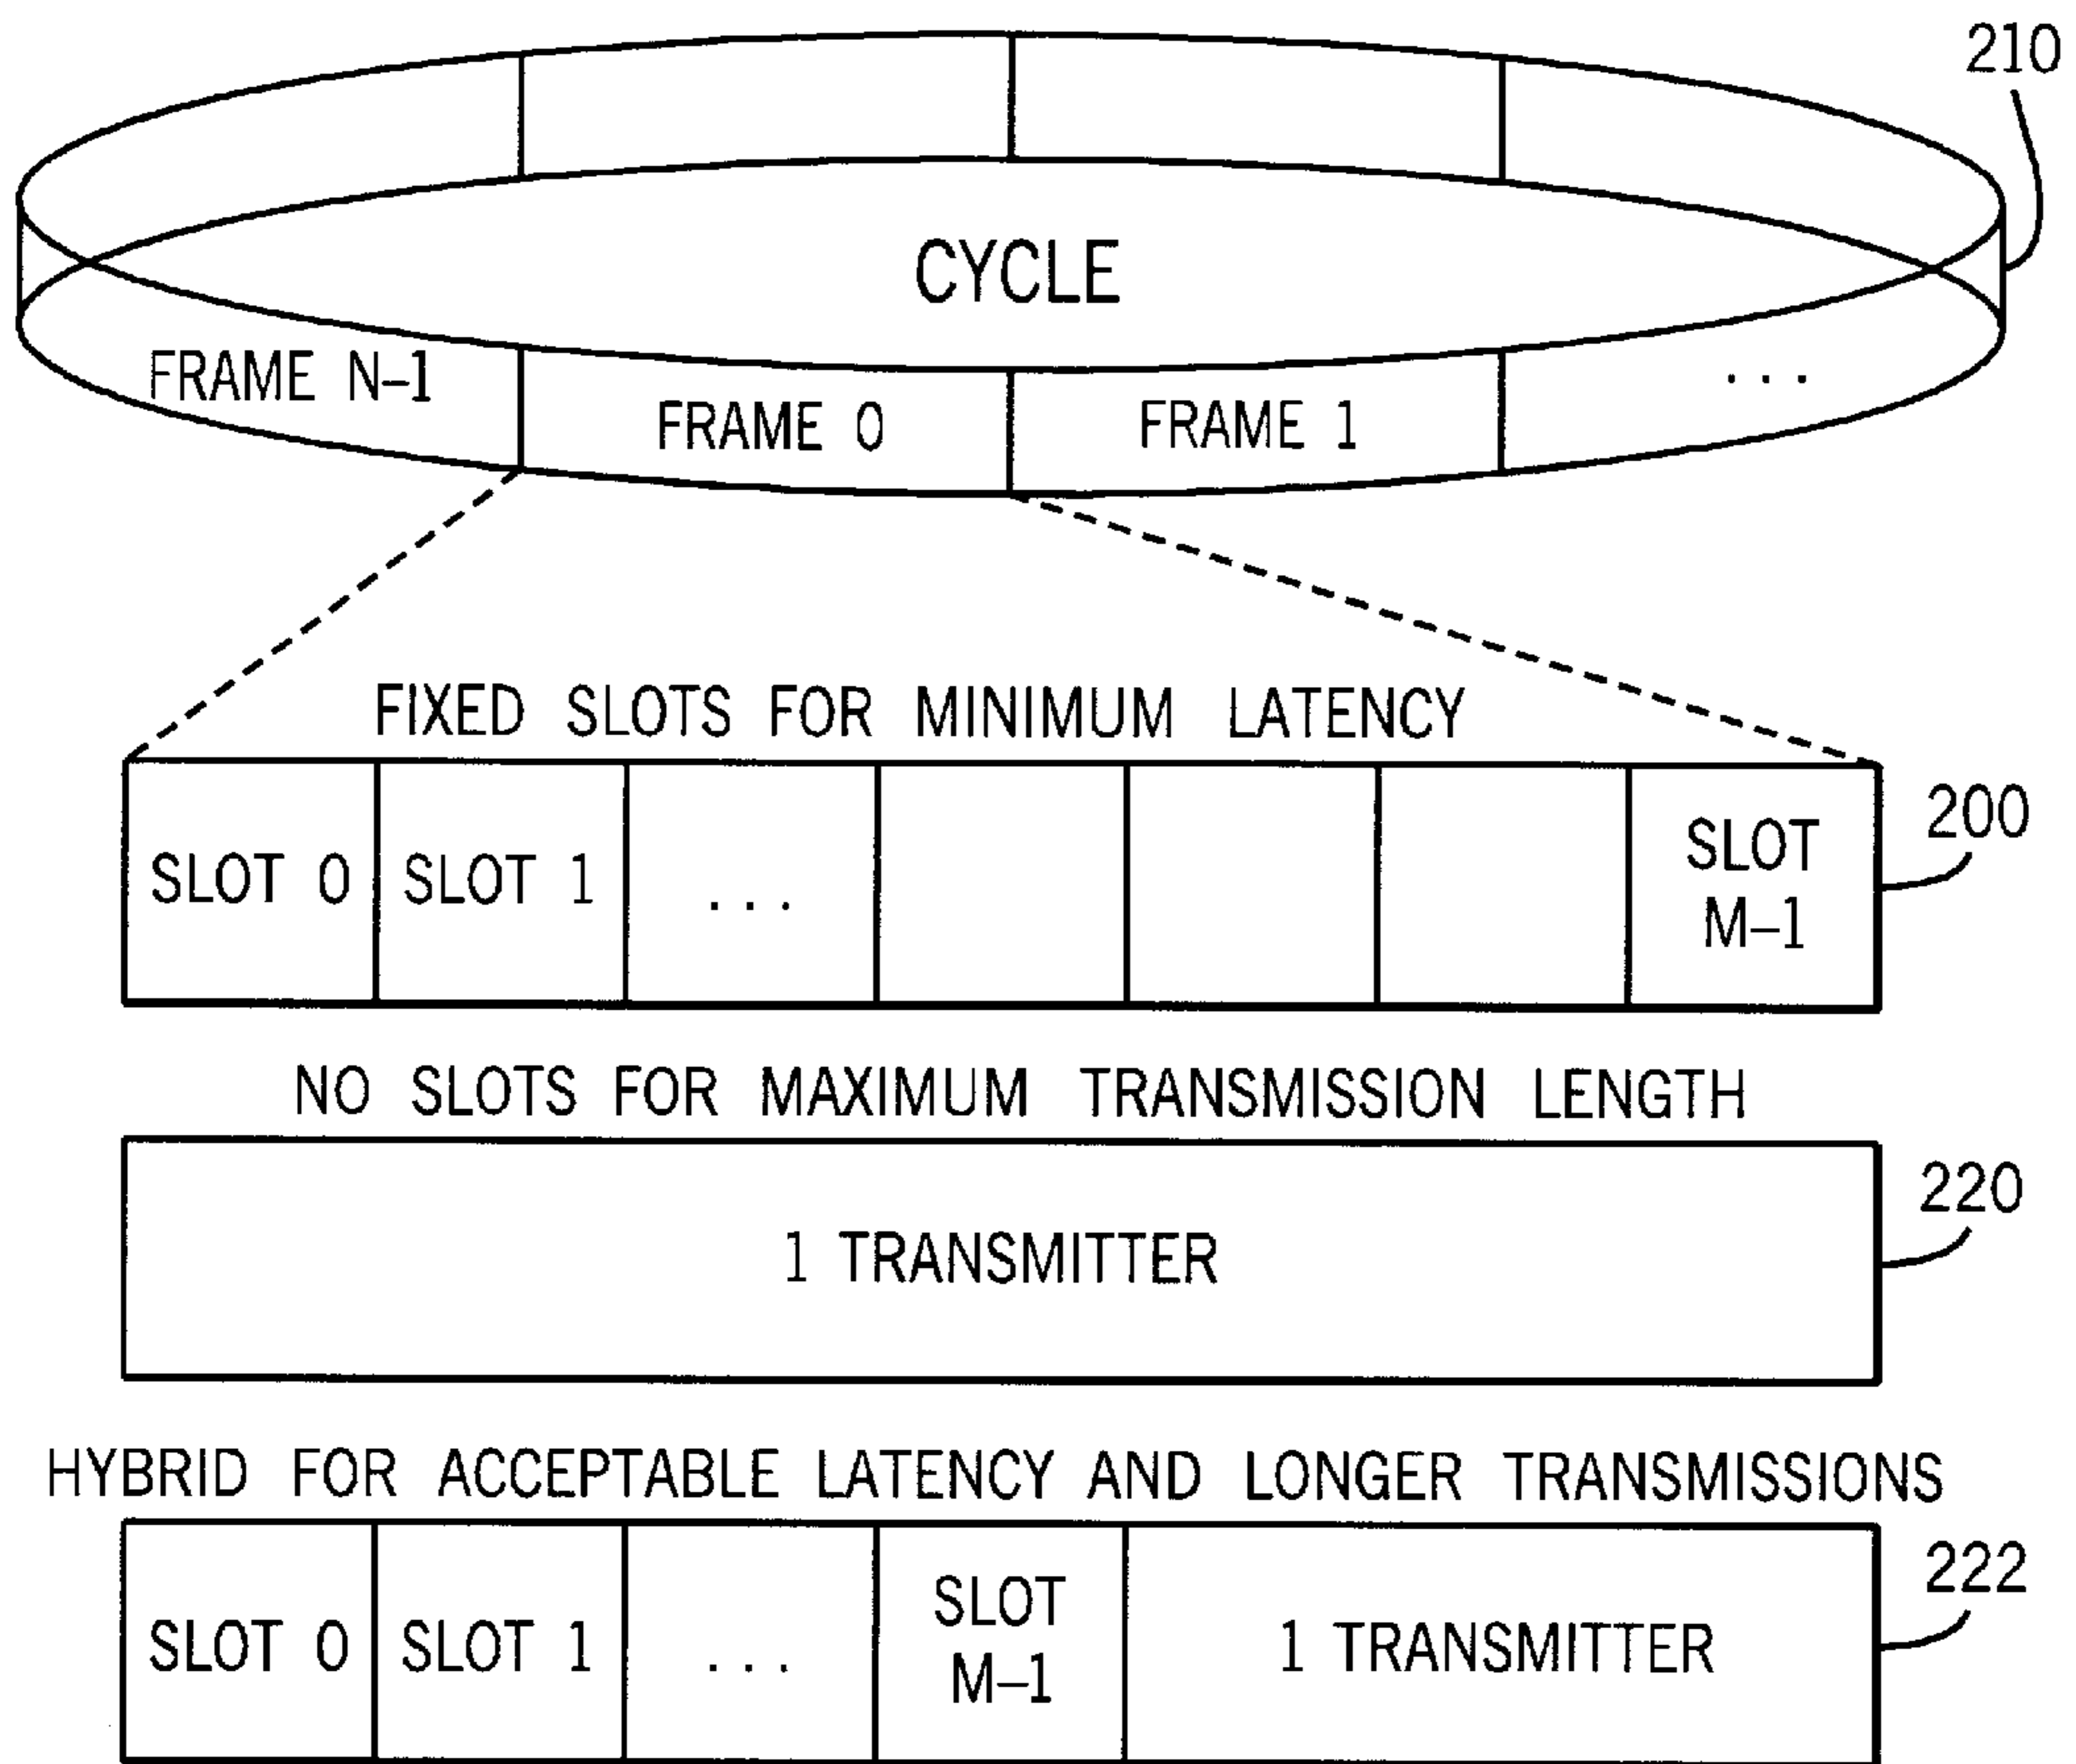 210
CYCLE
FRAME N–1
FRAME 0
FRAME 1
...
FIXED SLOTS FOR MINIMUM LATENCY
200
SLOT 0
SLOT 1
...
SLOT
M–1
NO SLOTS FOR MAXIMUM TRANSMISSION LENGTH
220
1 TRANSMITTER
HYBRID FOR ACCEPTABLE LATENCY AND LONGER TRANSMISSIONS
222
SLOT 0
SLOT 1
...
SLOT
M–1
1 TRANSMITTER